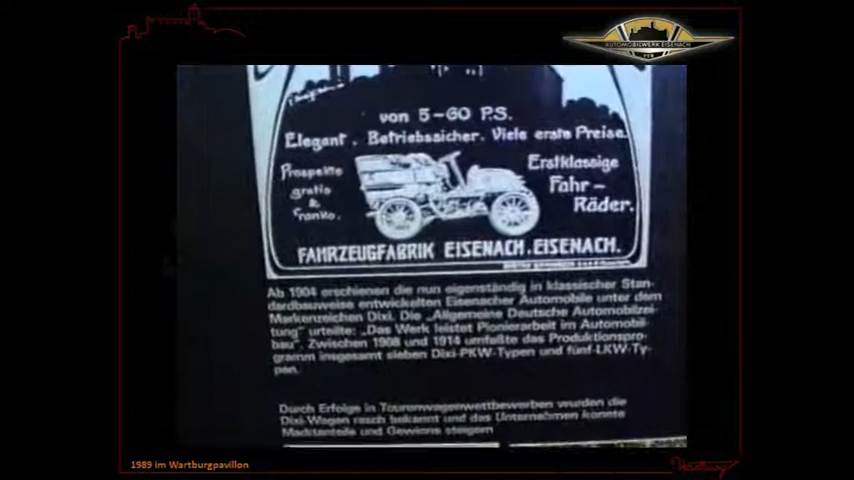 AUTOMOBILWERK EISENACH
von 5-60 P.S.
Elegant. Betriebssicher. Viele erste Preise.
Prospekte
gratis
&
franko.
Erstklassige
Fahr-
Räder.
FAHRZEUGFABRIK EISENACH. EISENACH.
Ab 1904 erschienen die nun eigenständig in klassischer Stan-
dardbauweise entwickelten Eisenacher Automobile unter dem
Markenzeichen Dixi. Die „Allgemeine Deutsche Automobilzei-
tung" urteilte: „Das Werk leistet Pionierarbeit im Automobil-
bau". Zwischen 1908 und 1914 umfaßte das Produktionspro-
gramm insgesamt sieben Dixi-PKW-Typen und fünf-LKW-Ty-
pen.
Durch Erfolge in Tourenwagenwettbewerben wurden die
Dixi-Wagen rasch bekannt und das Unternehmen konnte
Marktanteile und Gewinne steigern
1989 im Wartburgpavillon
Wartburg